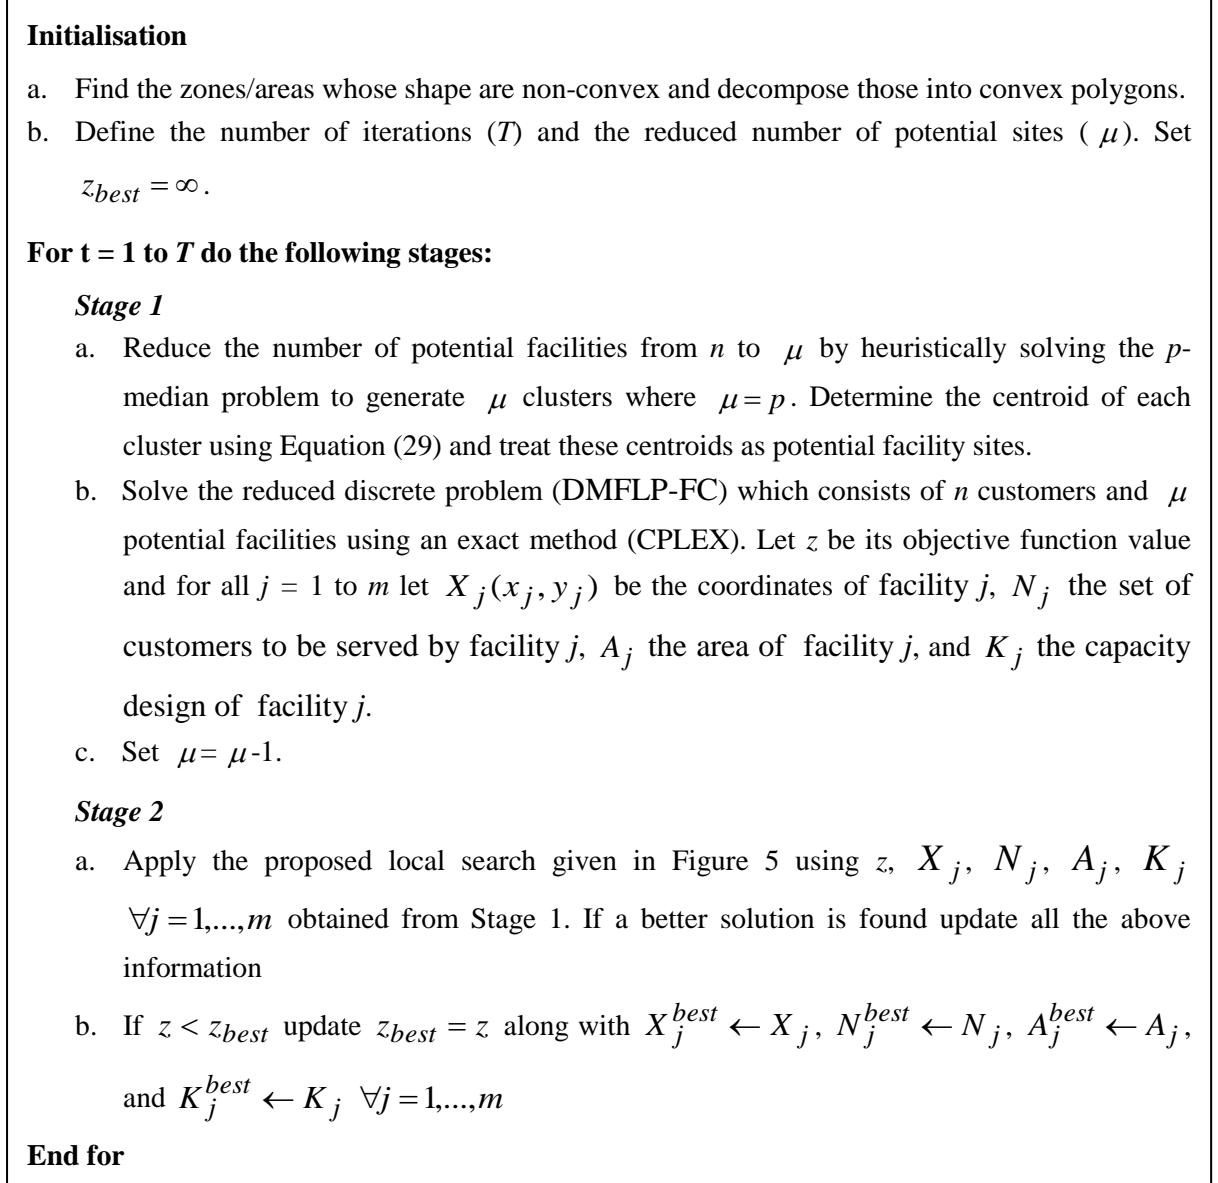 Initialisation
a. Find the zones/areas whose shape are non-convex and decompose those into convex polygons.
b. Define the number of iterations (T) and the reduced number of potential sites ( μ). Set
z_best = ∞.
For t = 1 to T do the following stages:
Stage 1
a. Reduce the number of potential facilities from n to μ by heuristically solving the p-
median problem to generate μ clusters where μ = p. Determine the centroid of each
cluster using Equation (29) and treat these centroids as potential facility sites.
b. Solve the reduced discrete problem (DMFLP-FC) which consists of n customers and μ
potential facilities using an exact method (CPLEX). Let z be its objective function value
and for all j = 1 to m let X_j(x_j, y_j) be the coordinates of facility j, N_j the set of
customers to be served by facility j, A_j the area of facility j, and K_j the capacity
design of facility j.
c. Set μ = μ-1.
Stage 2
a. Apply the proposed local search given in Figure 5 using z, X_j, N_j, A_j, K_j
∀j = 1,...,m obtained from Stage 1. If a better solution is found update all the above
information
b. If z < z_best update z_best = z along with X_j^best ← X_j, N_j^best ← N_j, A_j^best ← A_j,
and K_j^best ← K_j ∀j = 1,...,m
End for